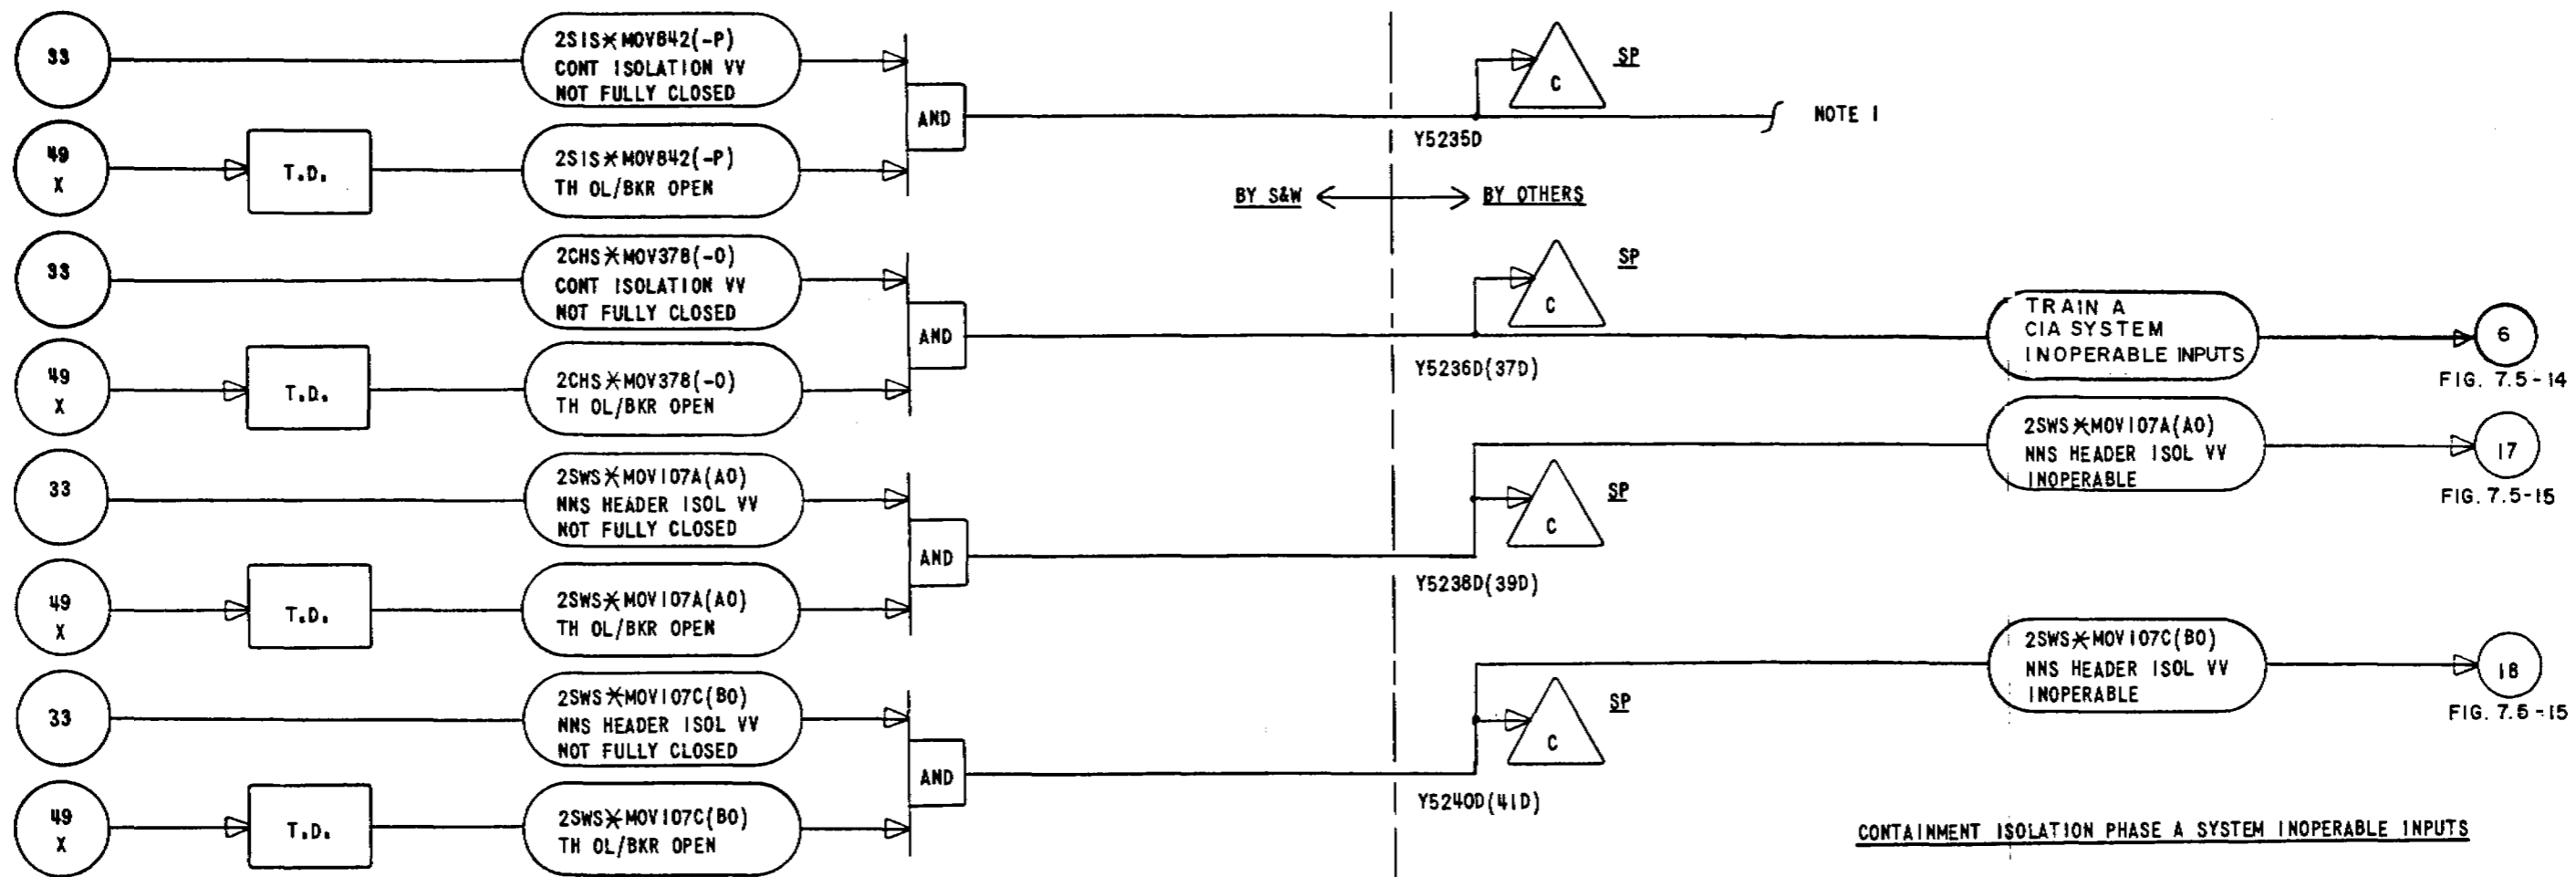 33
2SIS*MOV842(-P)
CONT ISOLATION VV
NOT FULLY CLOSED
49
X
T.D.
2SIS*MOV842(-P)
TH OL/BKR OPEN
AND
C
SP
Y5235D
NOTE 1
BY S&W
BY OTHERS
33
2CHS*MOV378(-O)
CONT ISOLATION VV
NOT FULLY CLOSED
49
X
T.D.
2CHS*MOV378(-O)
TH OL/BKR OPEN
AND
C
SP
Y5236D(37D)
TRAIN A
CIA SYSTEM
INOPERABLE INPUTS
6
FIG. 7.5-14
33
2SWS*MOV107A(AO)
NNS HEADER ISOL VV
NOT FULLY CLOSED
49
X
T.D.
2SWS*MOV107A(AO)
TH OL/BKR OPEN
AND
C
SP
Y5238D(39D)
2SWS*MOV107A(AO)
NNS HEADER ISOL VV
INOPERABLE
17
FIG. 7.5-15
33
2SWS*MOV107C(BO)
NNS HEADER ISOL VV
NOT FULLY CLOSED
49
X
T.D.
2SWS*MOV107C(BO)
TH OL/BKR OPEN
AND
C
SP
Y5240D(41D)
2SWS*MOV107C(BO)
NNS HEADER ISOL VV
INOPERABLE
18
FIG. 7.5-15
CONTAINMENT ISOLATION PHASE A SYSTEM INOPERABLE INPUTS